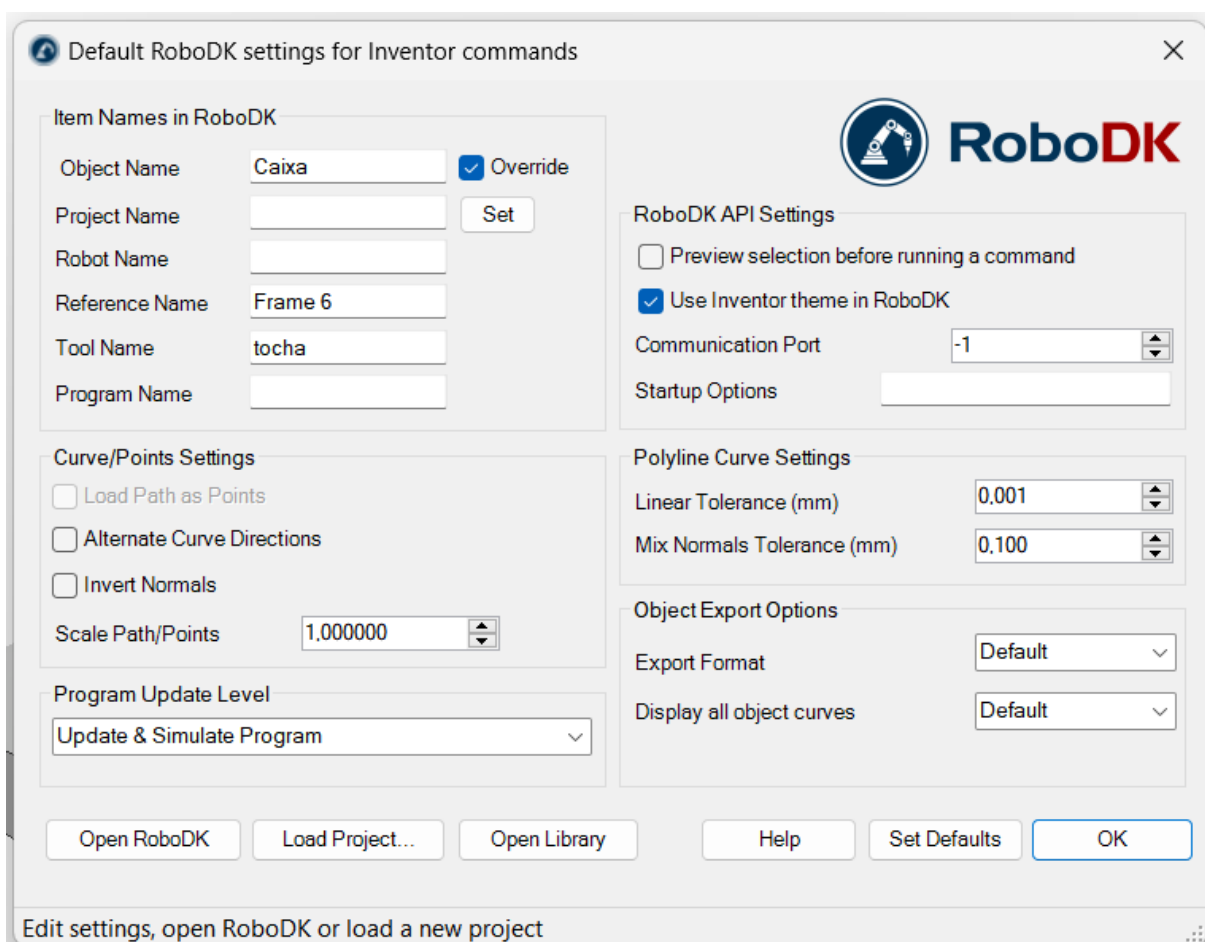 Default RoboDK settings for Inventor commands
Item Names in RoboDK
Object Name Caixa Override
Project Name Set
Robot Name
Reference Name Frame 6
Tool Name tocha
Program Name
RoboDK
RoboDK API Settings
Preview selection before running a command
Use Inventor theme in RoboDK
Communication Port -1
Startup Options
Curve/Points Settings
Load Path as Points
Alternate Curve Directions
Invert Normals
Scale Path/Points 1,000000
Polyline Curve Settings
Linear Tolerance (mm) 0,001
Mix Normals Tolerance (mm) 0,100
Program Update Level
Update & Simulate Program
Object Export Options
Export Format Default
Display all object curves Default
Open RoboDK Load Project... Open Library Help Set Defaults OK
Edit settings, open RoboDK or load a new project